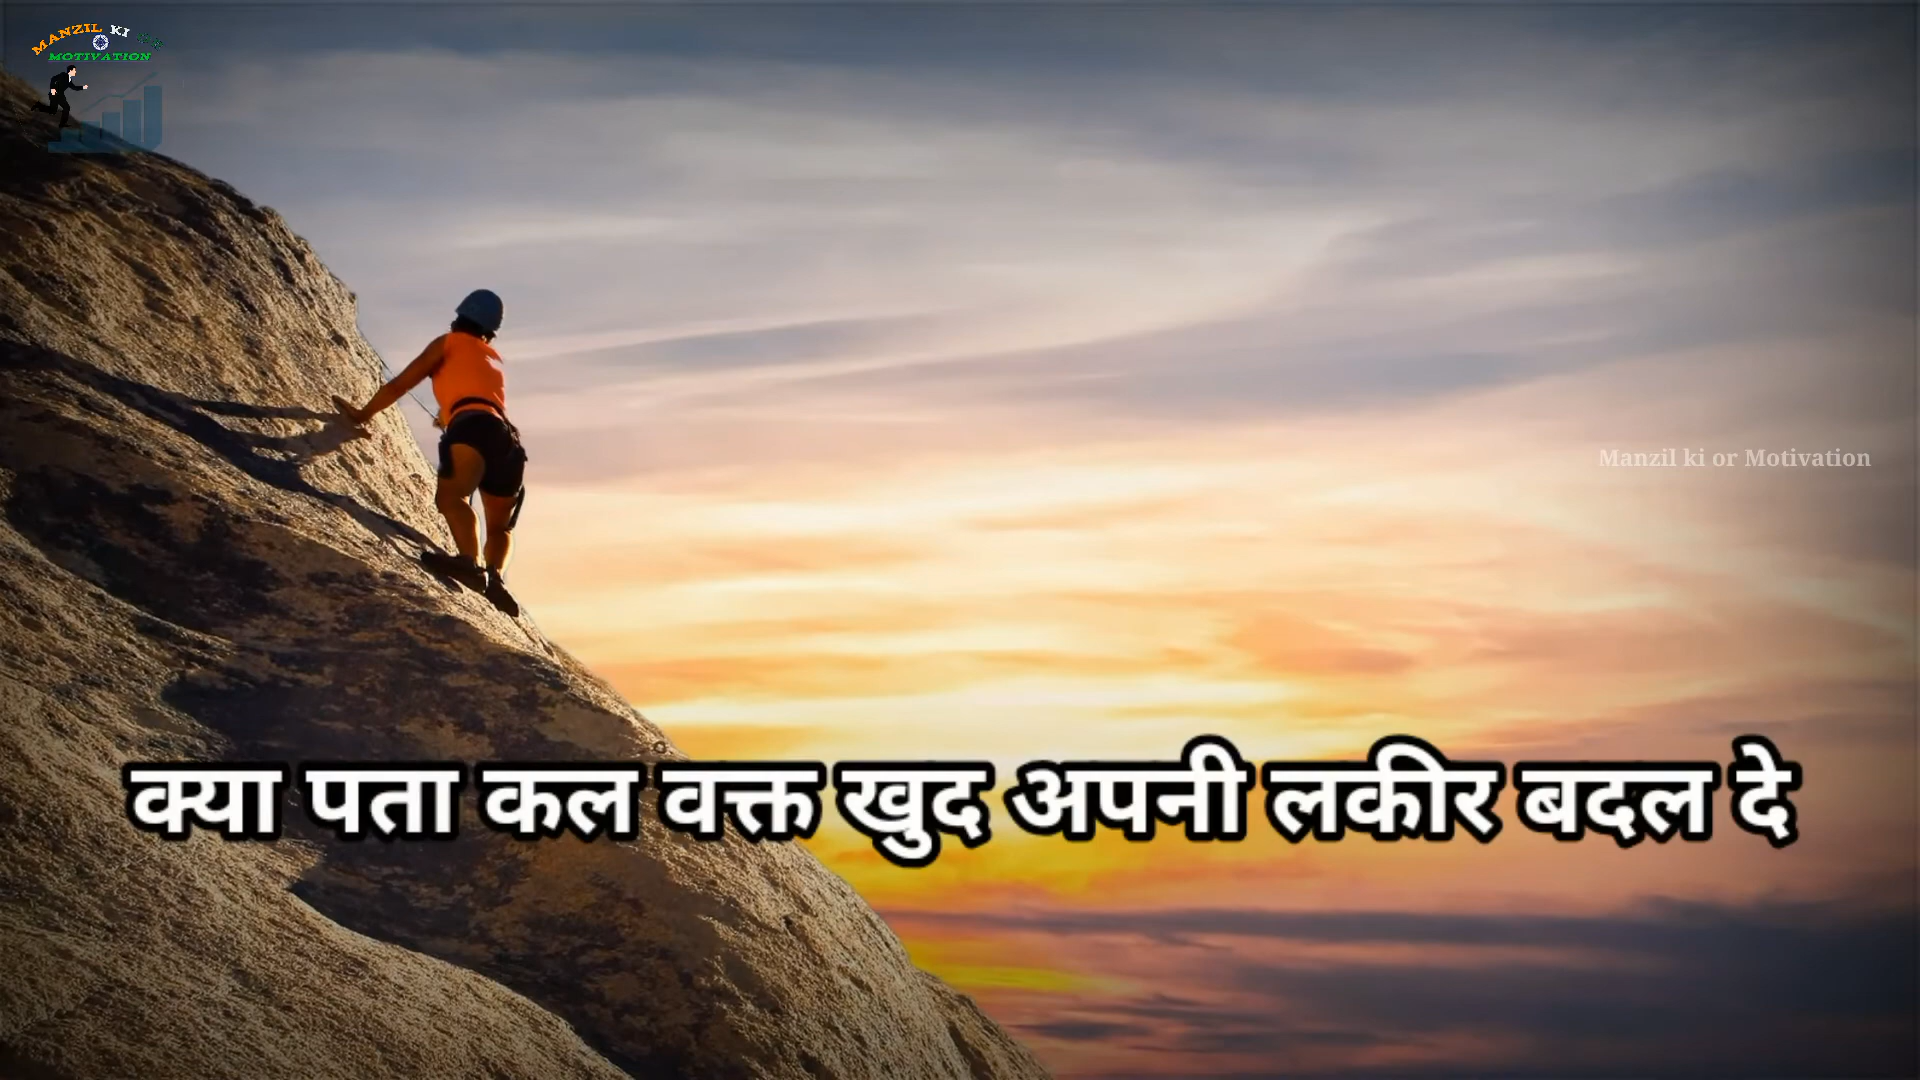 MANZIL KI
MOTIVATION
Manzil ki or Motivation
क्या पता कल वक्त खुद अपनी लकीर बदल दे